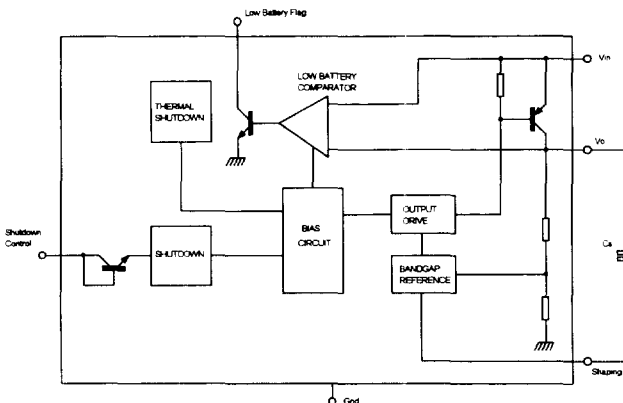 Low Battery Flag
Vin
LOW BATTERY
COMPARATOR
THERMAL
SHUTDOWN
Vo
Shutdown
Control
SHUTDOWN
BIAS
CIRCUIT
OUTPUT
DRIVE
BANDGAP
REFERENCE
Cs
Shaping
Gnd